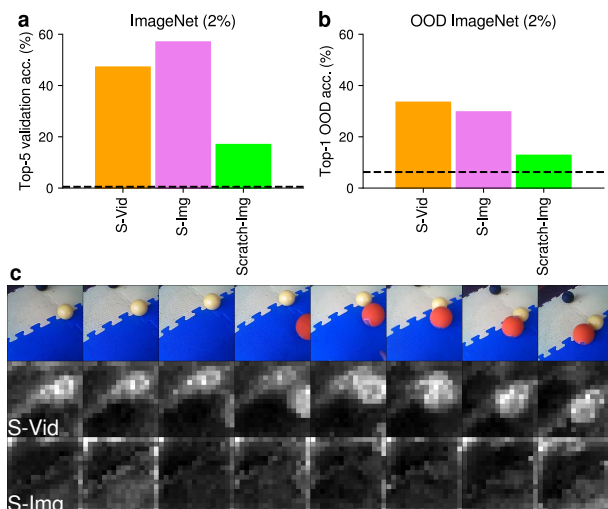 a
ImageNet (2%)
Top-5 validation acc. (%)
60
40
20
0
S-Vid
S-Img
Scratch-Img
b
OOD ImageNet (2%)
Top-1 OOD acc. (%)
60
40
20
0
S-Vid
S-Img
Scratch-Img
c
S-Vid
S-Img